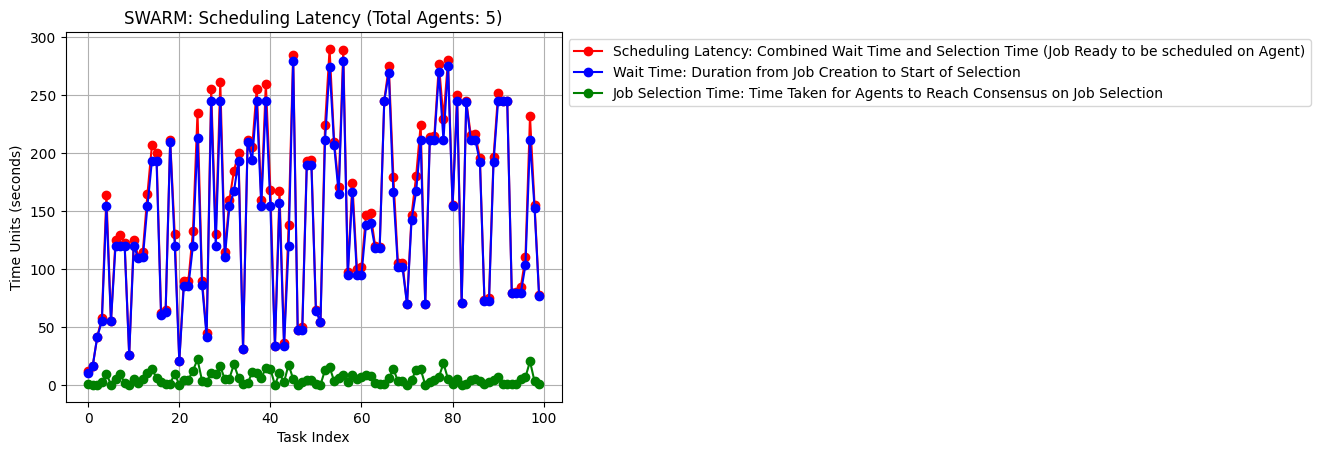 SWARM: Scheduling Latency (Total Agents: 5)
Scheduling Latency: Combined Wait Time and Selection Time (Job Ready to be scheduled on Agent)
Wait Time: Duration from Job Creation to Start of Selection
Job Selection Time: Time Taken for Agents to Reach Consensus on Job Selection
Time Units (seconds)
300
250
200
150
100
50
0
0 20 40 60 80 100
Task Index